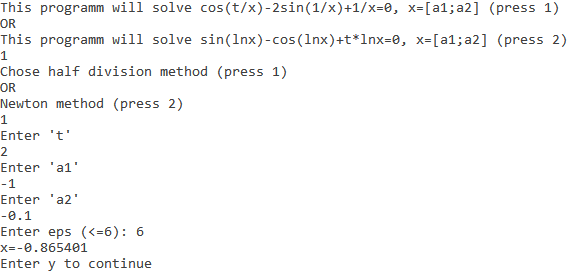 This programm will solve cos(t/x)-2sin(1/x)+1/x=0, x=[a1;a2] (press 1)
OR
This programm will solve sin(lnx)-cos(lnx)+t*lnx=0, x=[a1;a2] (press 2)
1
Chose half division method (press 1)
OR
Newton method (press 2)
1
Enter 't'
2
Enter 'a1'
-1
Enter 'a2'
-0.1
Enter eps (<=6): 6
x=-0.865401
Enter y to continue